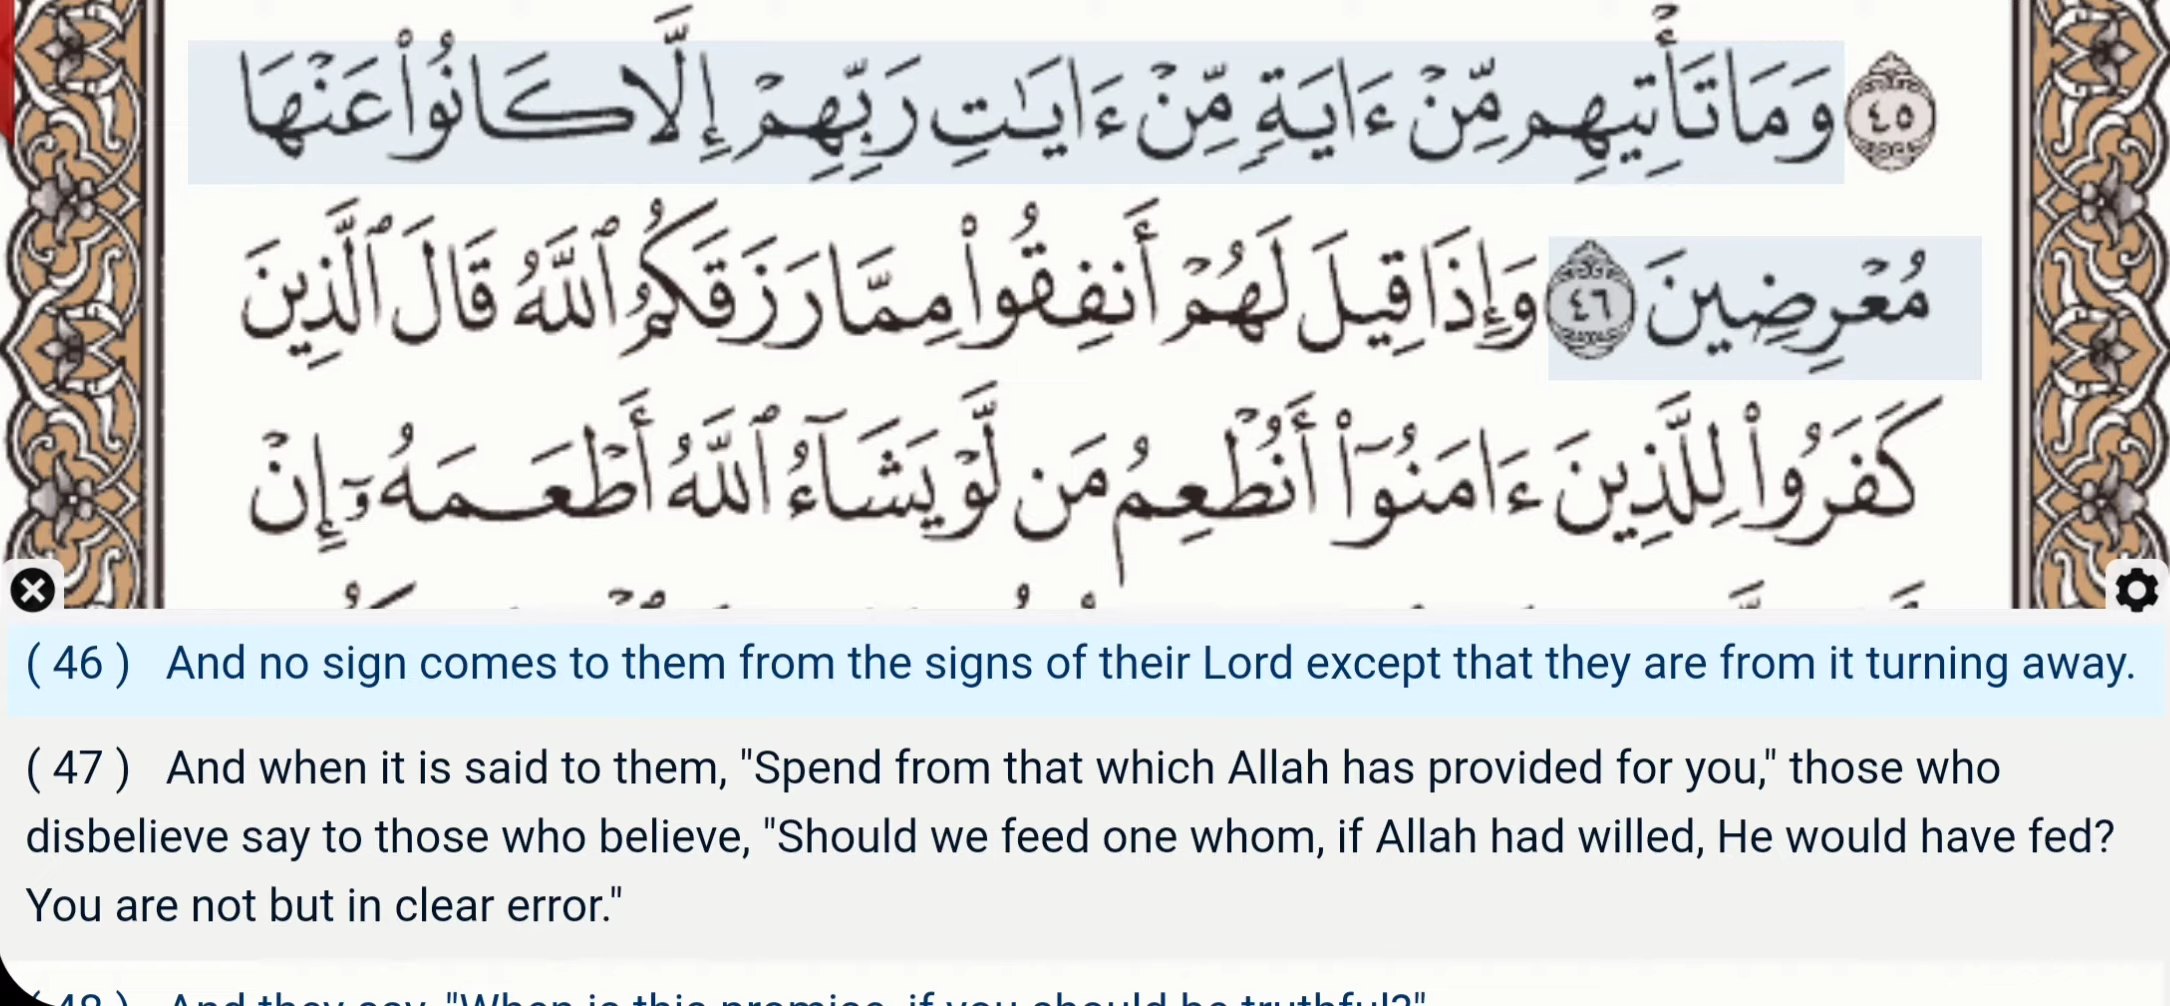 ٤٥ وَمَا تَأْتِيهِم مِّنْ ءَايَةٍ مِّنْ ءَايَٰتِ رَبِّهِمْ إِلَّا كَانُوا۟ عَنْهَا
مُعْرِضِينَ ٤٦ وَإِذَا قِيلَ لَهُمْ أَنفِقُوا۟ مِمَّا رَزَقَكُمُ ٱللَّهُ قَالَ ٱلَّذِينَ
كَفَرُوا۟ لِلَّذِينَ ءَامَنُوٓا۟ أَنُطْعِمُ مَن لَّوْ يَشَآءُ ٱللَّهُ أَطْعَمَهُۥٓ إِنْ
( 46 ) And no sign comes to them from the signs of their Lord except that they are from it turning away.
( 47 ) And when it is said to them, "Spend from that which Allah has provided for you," those who
disbelieve say to those who believe, "Should we feed one whom, if Allah had willed, He would have fed?
You are not but in clear error."
( 48 ) And they say, "When is this promise, if you should be truthful?"